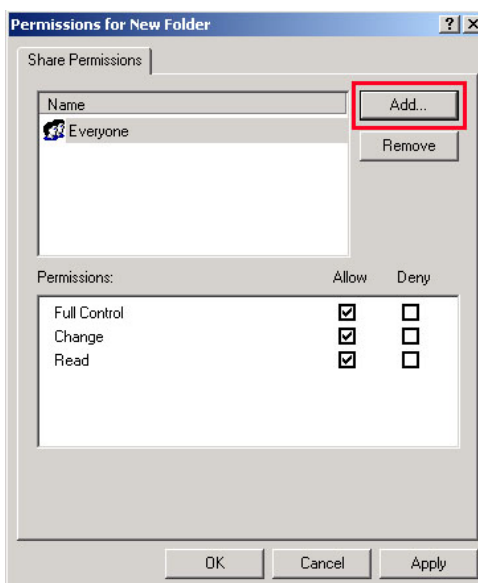 Permissions for New Folder ? ×
Share Permissions
Name Add...
Everyone
Remove
Permissions: Allow Deny
Full Control
Change
Read
OK Cancel Apply